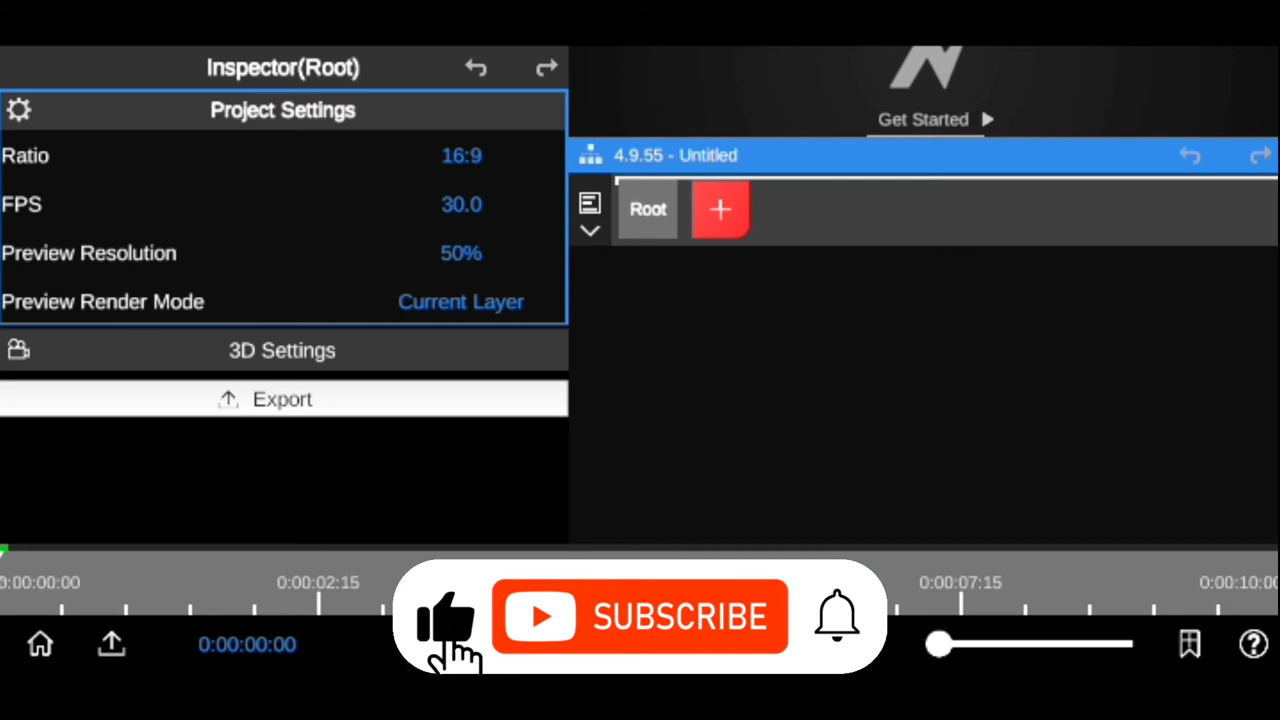 Inspector(Root)
Project Settings
Ratio 16:9
FPS 30.0
Preview Resolution 50%
Preview Render Mode Current Layer
3D Settings
Export
Get Started
4.9.55 - Untitled
Root
0:00:00:00 0:00:02:15 0:00:07:15 0:00:10:00
0:00:00:00
SUBSCRIBE